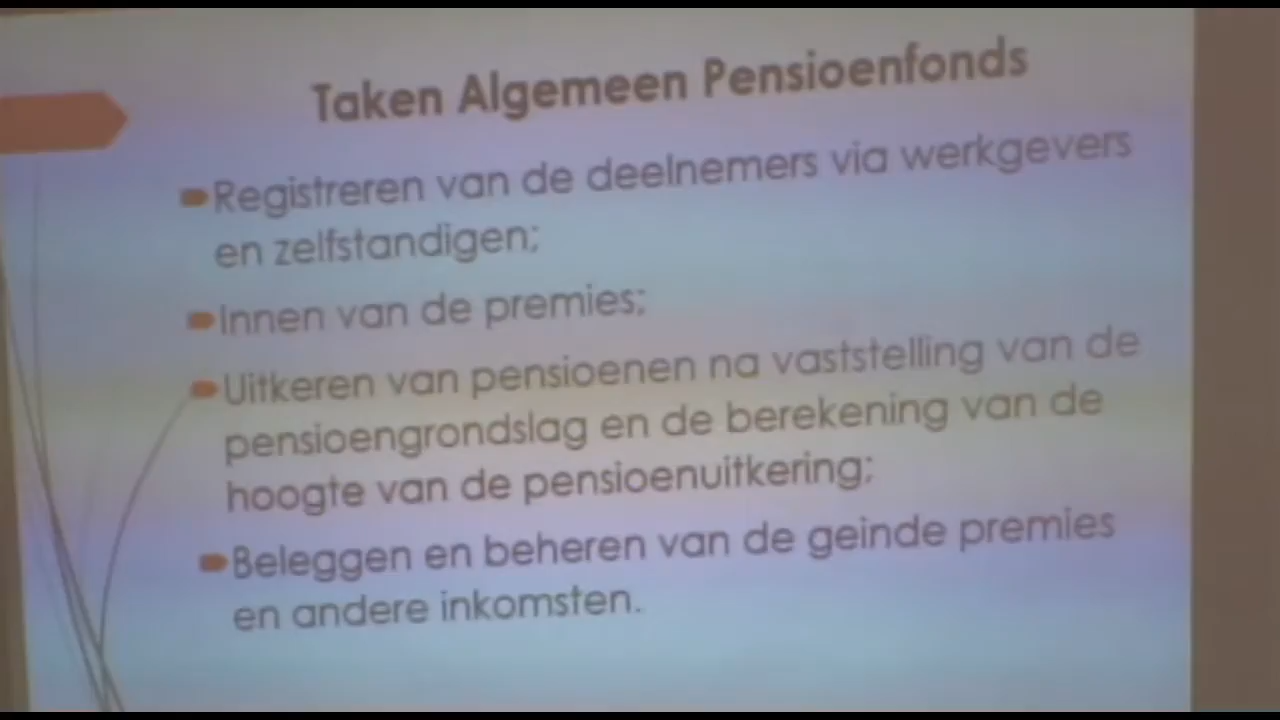 Taken Algemeen Pensioenfonds
Registreren van de deelnemers via werkgevers
en zelfstandigen;
Innen van de premies;
Uitkeren van pensioenen na vaststelling van de
pensioengrondslag en de berekening van de
hoogte van de pensioenuitkering;
Beleggen en beheren van de geinde premies
en andere inkomsten.